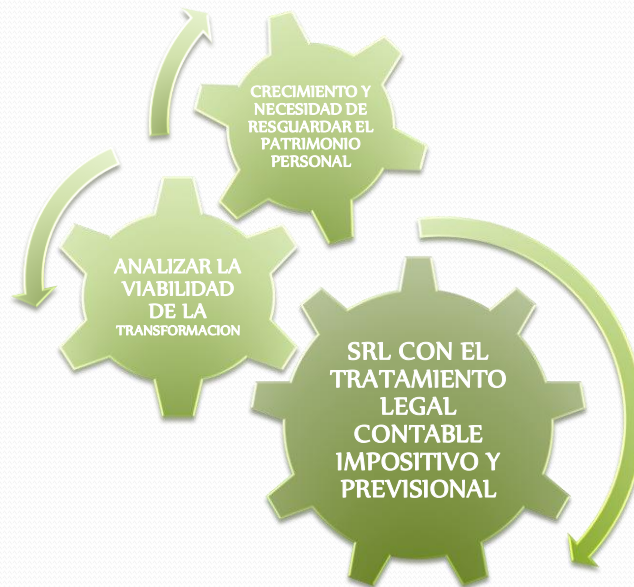 CRECIMIENTO Y
NECESIDAD DE
RESGUARDAR EL
PATRIMONIO
PERSONAL
ANALIZAR LA
VIABILIDAD
DE LA
TRANSFORMACION
SRL CON EL
TRATAMIENTO
LEGAL
CONTABLE
IMPOSITIVO Y
PREVISIONAL